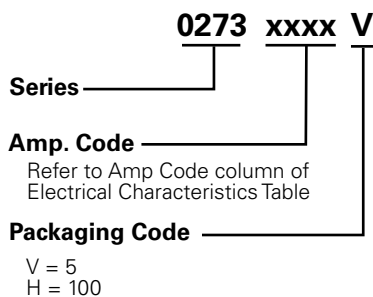 0273 xxxx V
Series
Amp. Code
Refer to Amp Code column of
Electrical Characteristics Table
Packaging Code
V = 5
H = 100